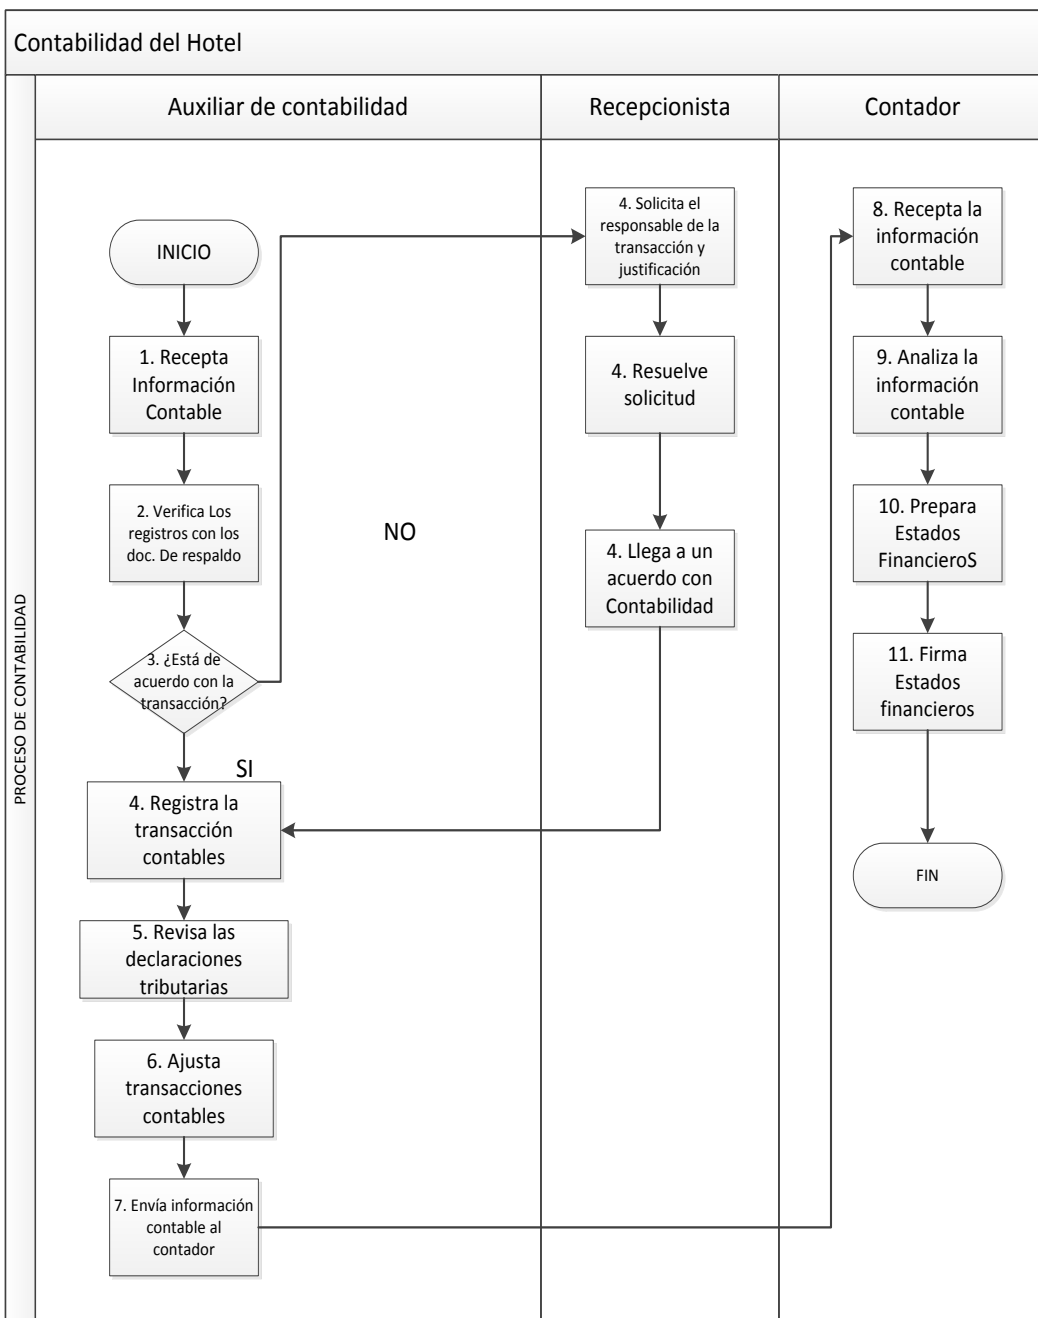 Contabilidad del Hotel
PROCESO DE CONTABILIDAD
Auxiliar de contabilidad
Recepcionista
Contador
INICIO
1. Recepta
Información
Contable
2. Verifica Los
registros con los
doc. De respaldo
3. ¿Está de
acuerdo con la
transacción?
NO
SI
4. Registra la
transacción
contables
5. Revisa las
declaraciones
tributarias
6. Ajusta
transacciones
contables
7. Envía información
contable al
contador
4. Solicita el
responsable de la
transacción y
justificación
4. Resuelve
solicitud
4. Llega a un
acuerdo con
Contabilidad
8. Recepta la
información
contable
9. Analiza la
información
contable
10. Prepara
Estados
FinancieroS
11. Firma
Estados
financieros
FIN